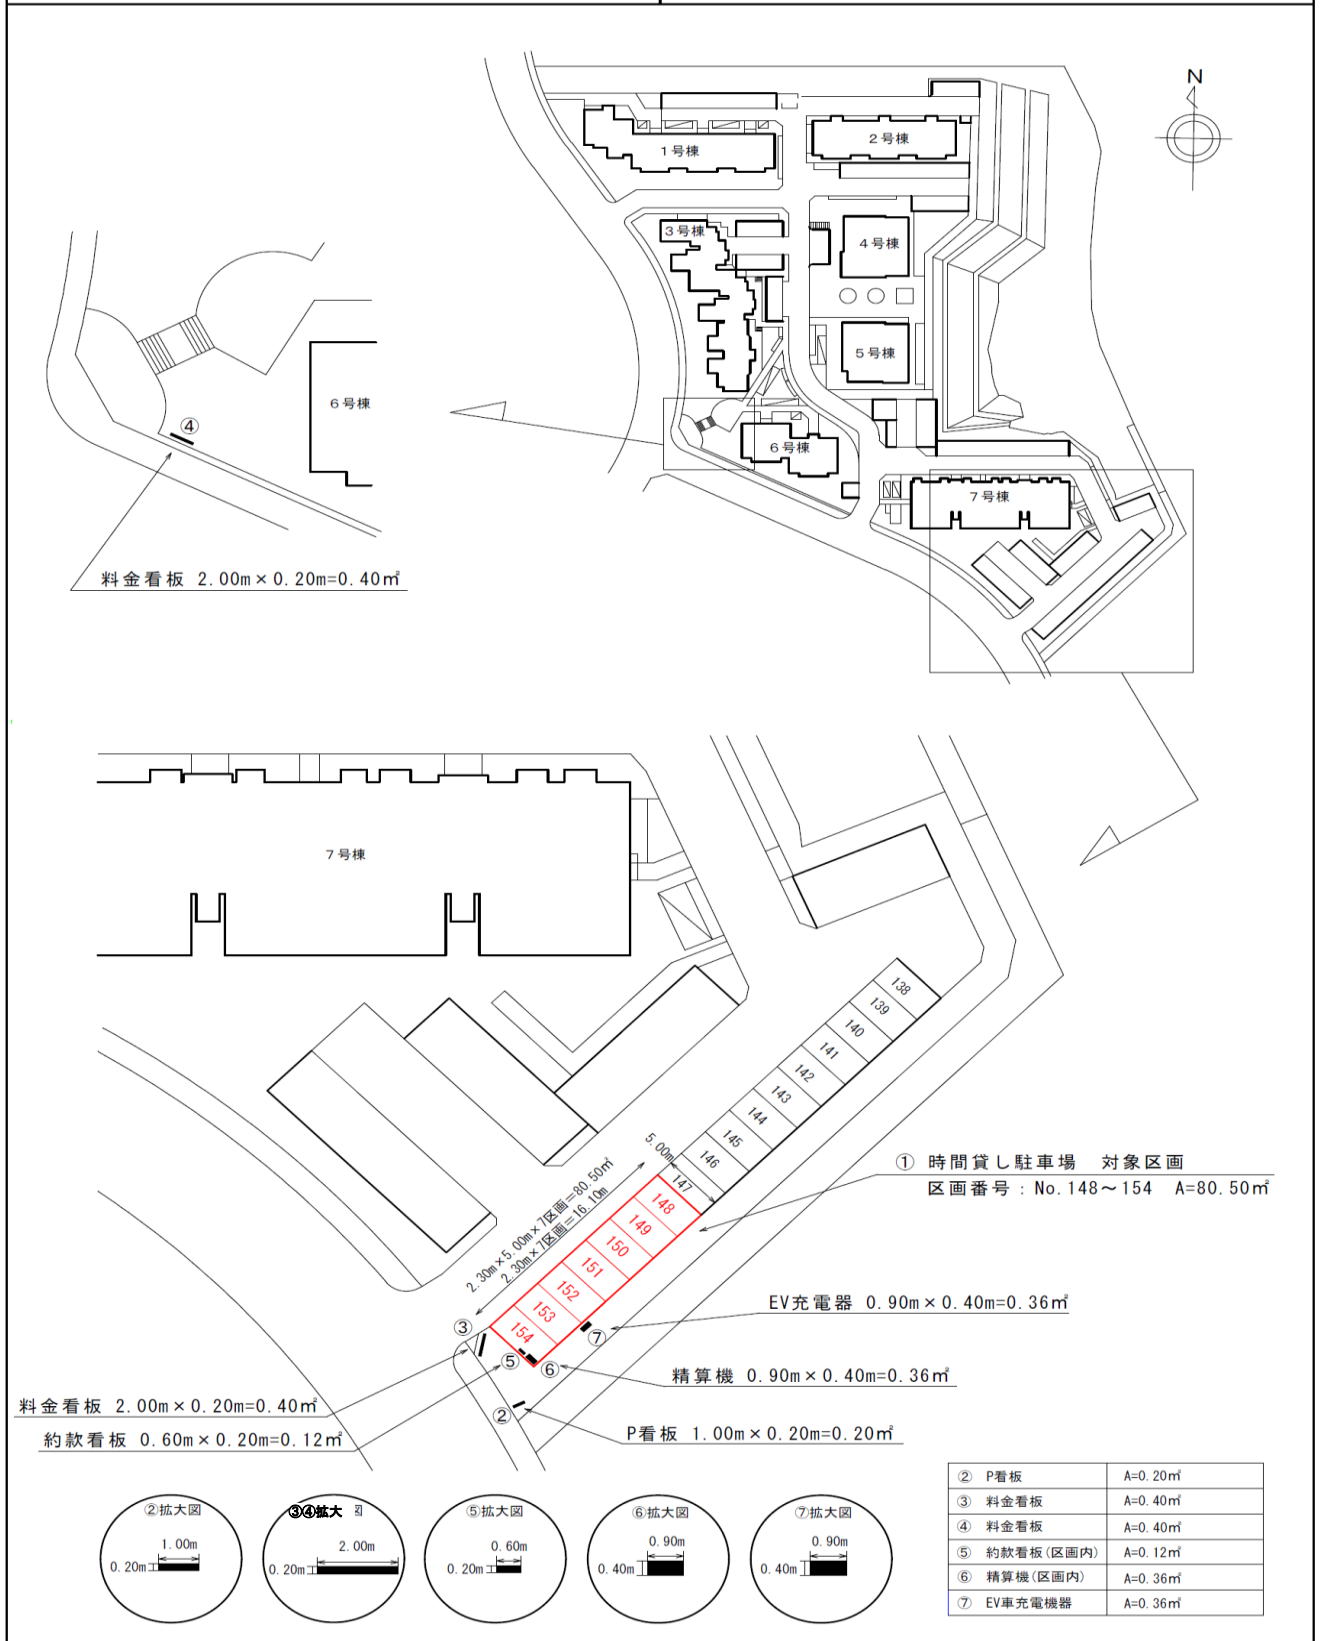 N
1号棟
2号棟
3号棟
4号棟
5号棟
6号棟
7号棟
6号棟
④
料金看板 2.00m×0.20m=0.40㎡
7号棟
138
139
140
141
142
143
144
145
146
147
148
149
150
151
152
153
154
5.00m
2.30m×5.00m×7区画=80.50㎡
2.30m×7区画=16.10m
① 時間貸し駐車場 対象区画
区画番号：No.148～154 A=80.50㎡
EV充電器 0.90m×0.40m=0.36㎡
⑦
③
⑤
⑥
精算機 0.90m×0.40m=0.36㎡
料金看板 2.00m×0.20m=0.40㎡
②
約款看板 0.60m×0.20m=0.12㎡
P看板 1.00m×0.20m=0.20㎡
②拡大図
1.00m
0.20m
③④拡大 図
2.00m
0.20m
⑤拡大図
0.60m
0.20m
⑥拡大図
0.90m
0.40m
⑦拡大図
0.90m
0.40m
② P看板 A=0.20㎡
③ 料金看板 A=0.40㎡
④ 料金看板 A=0.40㎡
⑤ 約款看板(区画内) A=0.12㎡
⑥ 精算機(区画内) A=0.36㎡
⑦ EV車充電機器 A=0.36㎡